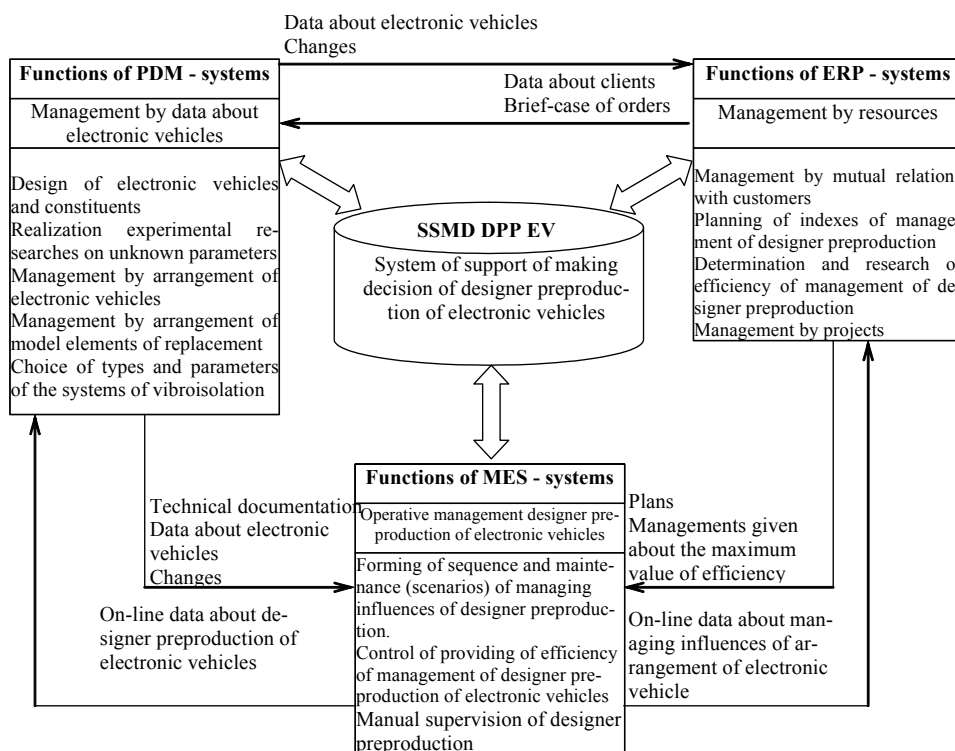 Data about electronic vehicles
Changes
Functions of PDM - systems
Management by data about
electronic vehicles
Design of electronic vehicles
and constituents
Realization experimental re-
searches on unknown parameters
Management by arrangement of
electronic vehicles
Management by arrangement of
model elements of replacement
Choice of types and parameters
of the systems of vibroisolation
Data about clients
Brief-case of orders
Functions of ERP - systems
Management by resources
Management by mutual relation
with customers
Planning of indexes of manage-
ment of designer preproduction
Determination and research o
efficiency of management of de-
signer preproduction
Management by projects
SSMD DPP EV
System of support of making
decision of designer preproduc-
tion of electronic vehicles
Functions of MES - systems
Operative management designer pre-
production of electronic vehicles
Forming of sequence and mainte-
nance (scenarios) of managing
influences of designer preproduc-
tion.
Control of providing of efficiency
of management of designer pre-
production of electronic vehicles
Manual supervision of designer
preproduction
Technical documentation
Data about electronic
vehicles
Changes
On-line data about de-
signer preproduction of
electronic vehicles
Plans
Managements given
about the maximum
value of efficiency
On-line data about man-
aging influences of ar-
rangement of electronic
vehicle